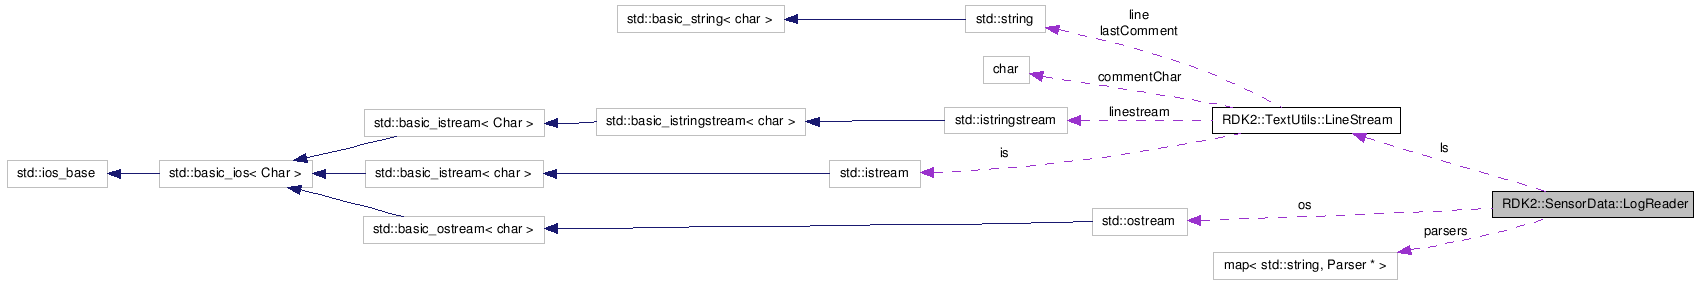 std::basic_string< char >
std::string
line
lastComment
char
commentChar
std::basic_istream< Char >
std::basic_istringstream< char >
std::istringstream
linestream
RDK2::TextUtils::LineStream
std::ios_base
std::basic_ios< Char >
std::basic_istream< char >
std::istream
is
ls
RDK2::SensorData::LogReader
std::basic_ostream< char >
std::ostream
os
parsers
map< std::string, Parser * >